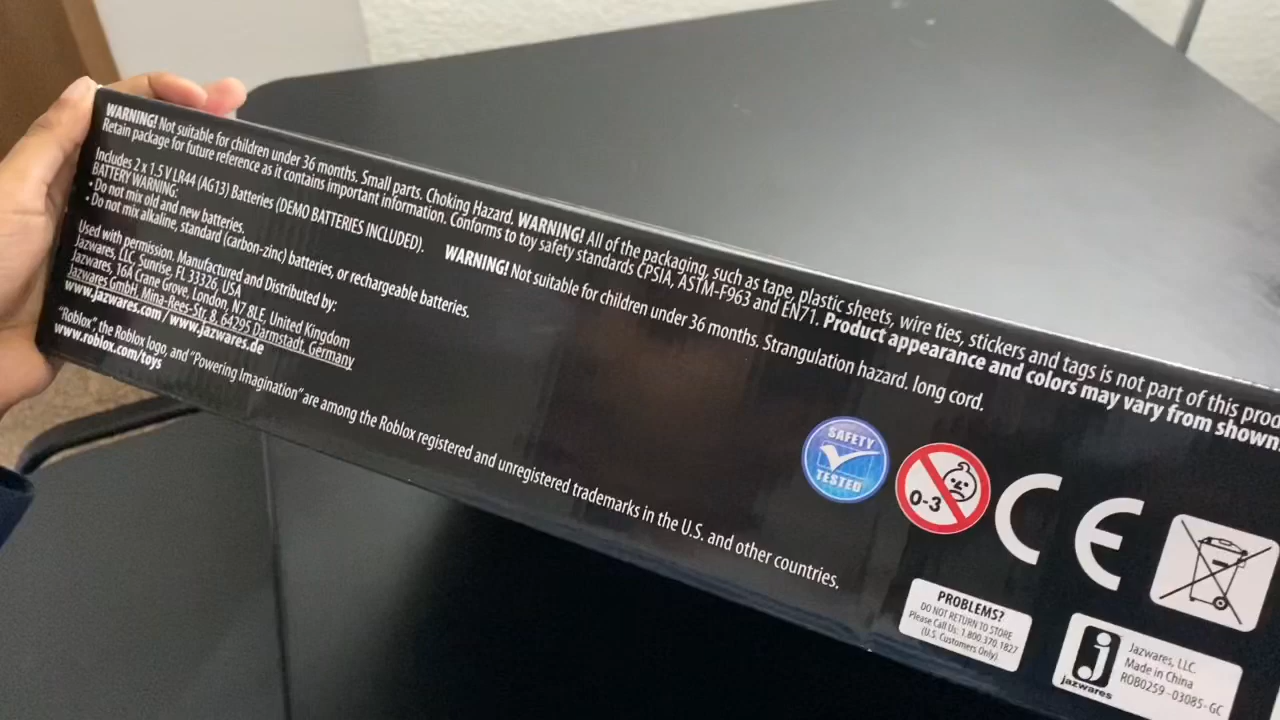 WARNING! Not suitable for children under 36 months. Small parts. Choking Hazard. WARNING! All of the packaging, such as tape, plastic sheets, wire ties, stickers and tags is not part of this
Retain package for future reference as it contains important information. Conforms to toy safety standards CPSIA, ASTM-F963 and EN71. Product appearance and colors may vary from shown.
Includes 2 x 1.5 V LR44 (AG13) Batteries (DEMO BATTERIES INCLUDED).
BATTERY WARNING:
• Do not mix old and new batteries.
• Do not mix alkaline, standard (carbon-zinc) batteries, or rechargeable batteries.
WARNING! Not suitable for children under 36 months. Strangulation hazard. long cord.
Used with permission. Manufactured and Distributed by:
Jazwares, LLC, Sunrise, FL 33326, USA
Jazwares, 16A Crane Grove, London, N7 8LE, United Kingdom
Jazwares GmbH, Mina-Rees-Str. 8, 64295 Darmstadt, Germany
www.jazwares.com / www.jazwares.de
"Roblox", the Roblox logo, and "Powering Imagination" are among the Roblox registered and unregistered trademarks in the U.S. and other countries.
www.roblox.com/toys
SAFETY
TESTED
0-3
CE
PROBLEMS?
DO NOT RETURN TO STORE
Please Call Us: 1.800.370.1827
(U.S. Customers Only)
j
jazwares
Jazwares, LLC.
Made in China
ROB0259-03085-GC